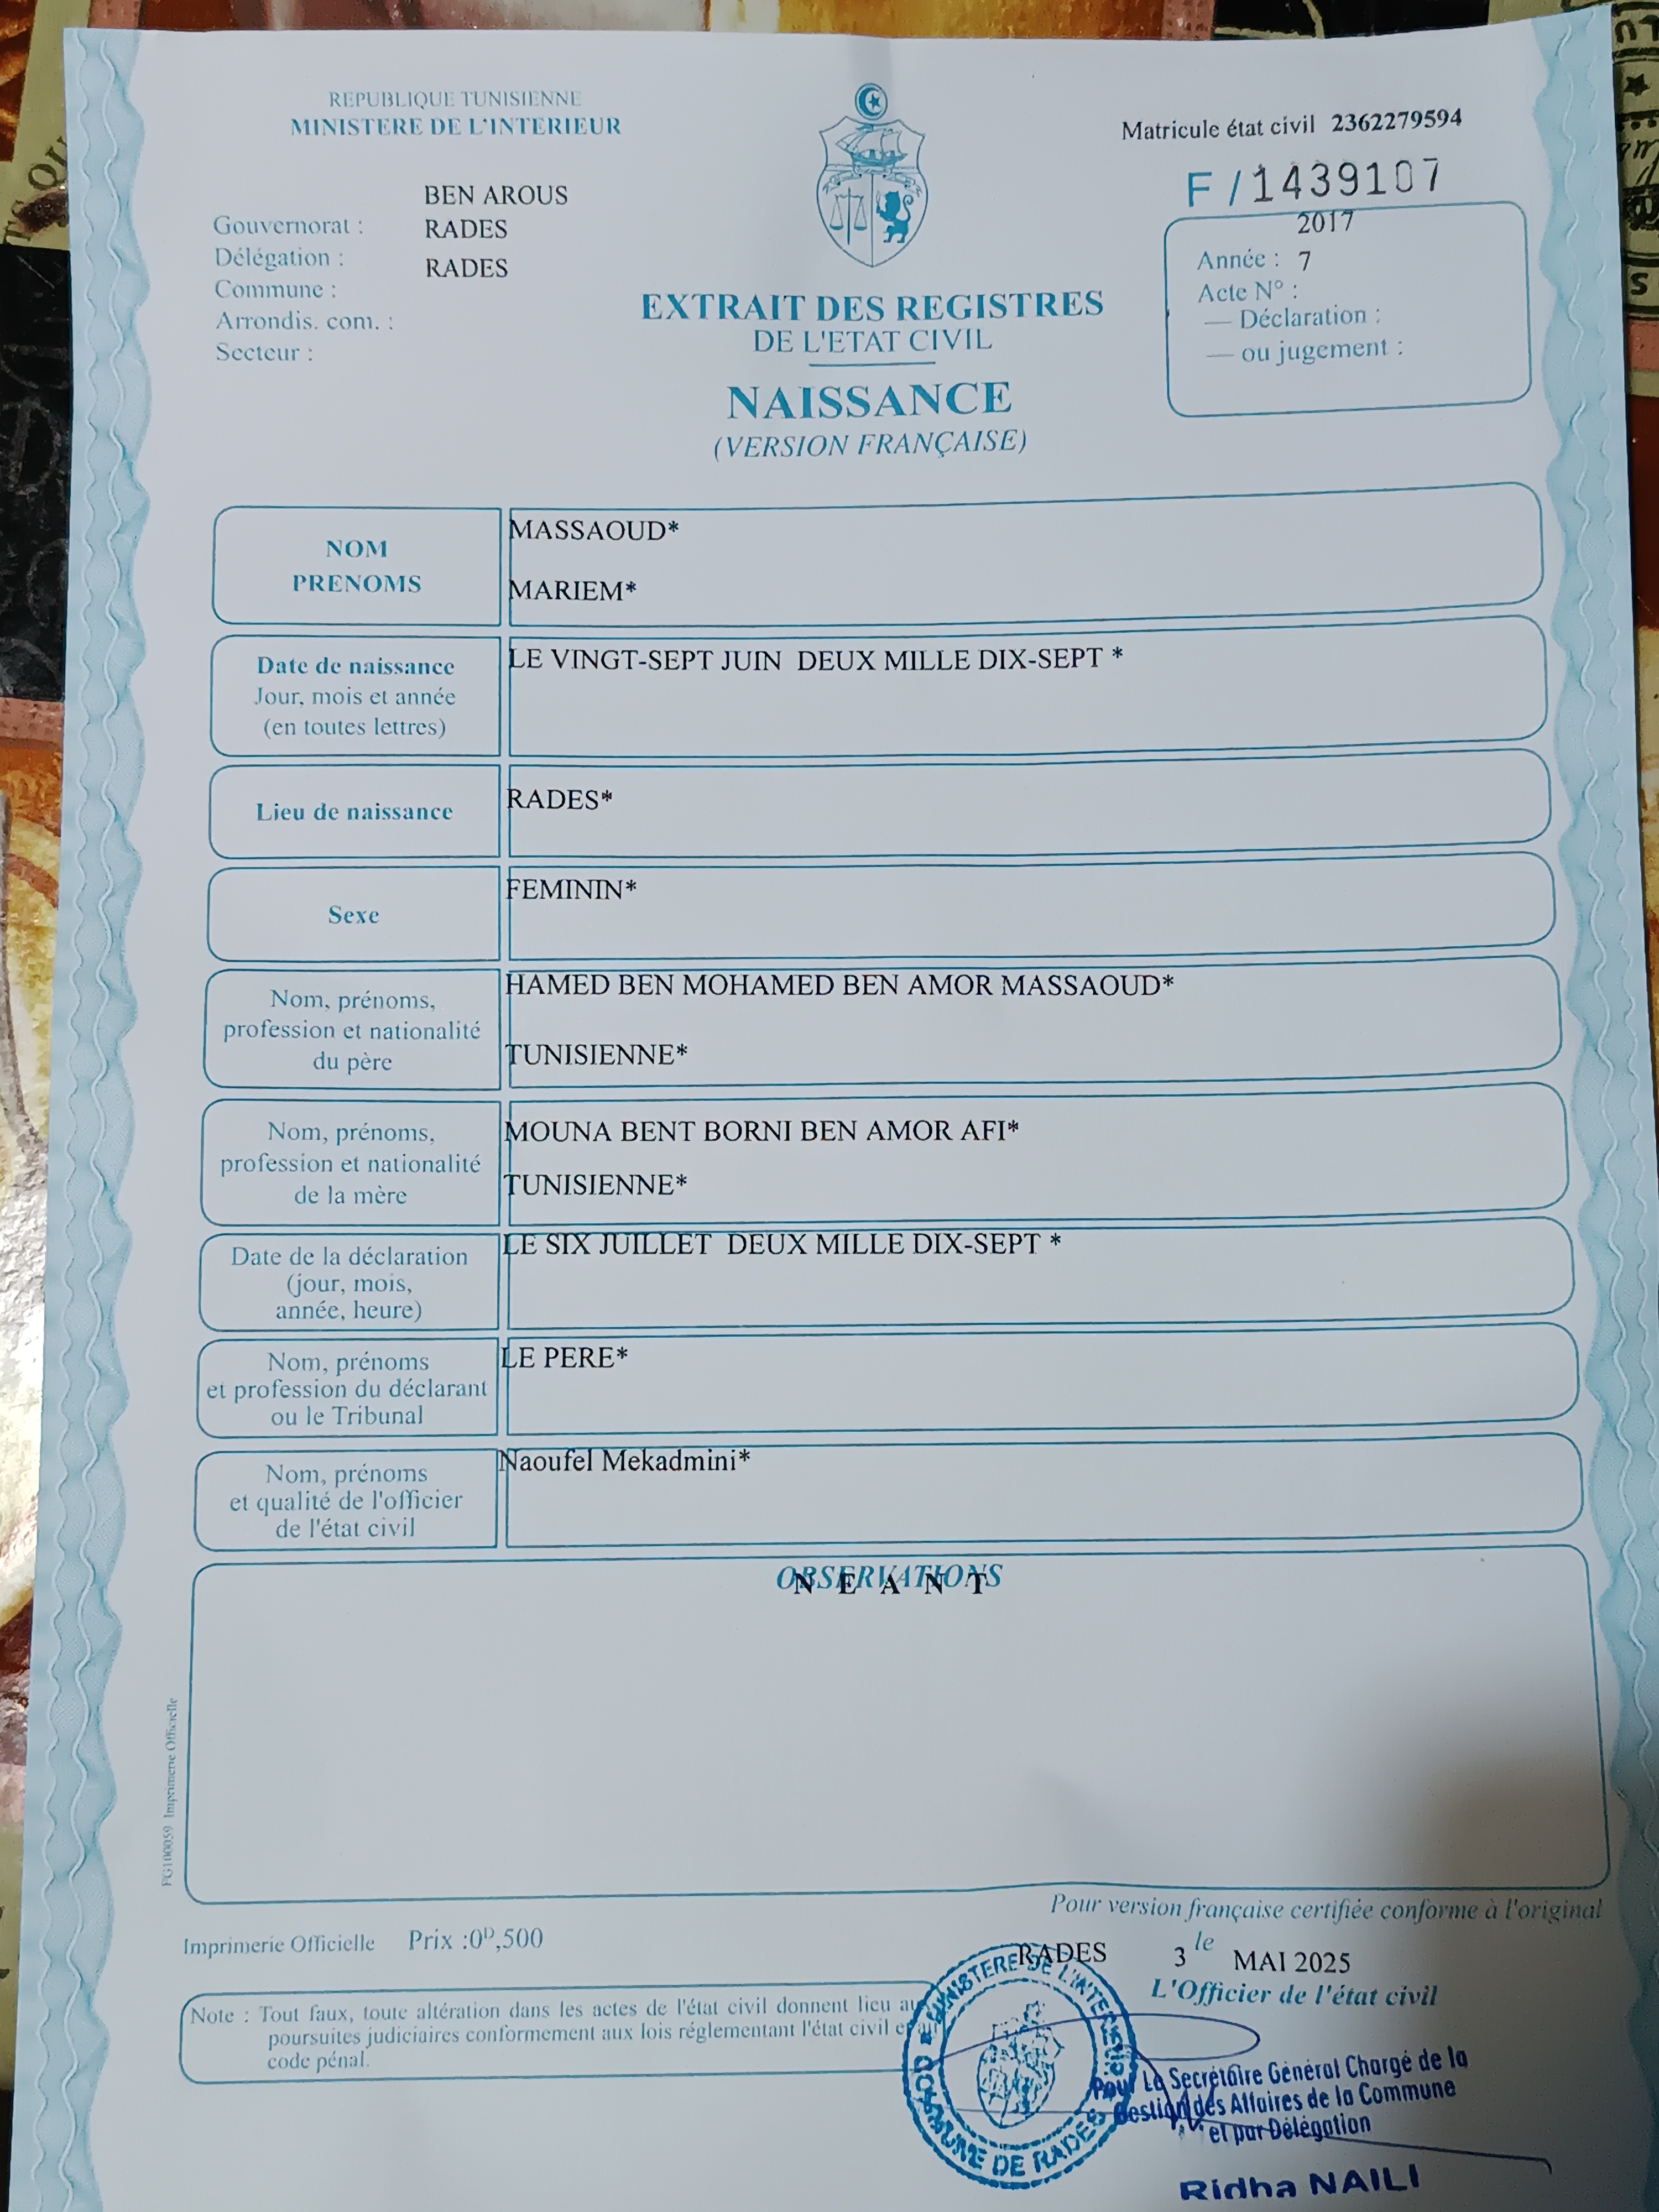 REPUBLIQUE TUNISIENNE
MINISTERE DE L'INTERIEUR
Matricule état civil 2362279594
F / 1439107
BEN AROUS
Gouvernorat : RADES
Délégation : RADES
Commune :
Arrondis. com. :
Secteur :
2017
Année : 7
Acte N° :
— Déclaration :
— ou jugement :
EXTRAIT DES REGISTRES
DE L'ETAT CIVIL
NAISSANCE
(VERSION FRANÇAISE)
NOM
PRENOMS
MASSAOUD*
MARIEM*
Date de naissance
Jour, mois et année
(en toutes lettres)
LE VINGT-SEPT JUIN DEUX MILLE DIX-SEPT *
Lieu de naissance
RADES*
Sexe
FEMININ*
Nom, prénoms,
profession et nationalité
du père
HAMED BEN MOHAMED BEN AMOR MASSAOUD*
TUNISIENNE*
Nom, prénoms,
profession et nationalité
de la mère
MOUNA BENT BORNI BEN AMOR AFI*
TUNISIENNE*
Date de la déclaration
(jour, mois,
année, heure)
LE SIX JUILLET DEUX MILLE DIX-SEPT *
Nom, prénoms
et profession du déclarant
ou le Tribunal
LE PERE*
Nom, prénoms
et qualité de l'officier
de l'état civil
Naoufel Mekadmini*
OBSERVATIONS
N E A N T
FG100059 Imprimerie Officielle
Pour version française certifiée conforme à l'original
Imprimerie Officielle Prix :0D,500
RADES 3 le MAI 2025
L'Officier de l'état civil
Note : Tout faux, toute altération dans les actes de l'état civil donnent lieu au
poursuites judiciaires conformement aux lois réglementant l'état civil et au
code pénal.
MINISTERE DE L'INTERIEUR
COMMUNE DE RADES
Pour Le Secrétaire Général Chargé de la
Gestion des Affaires de la Commune
et par Délégation
Ridha NAILI